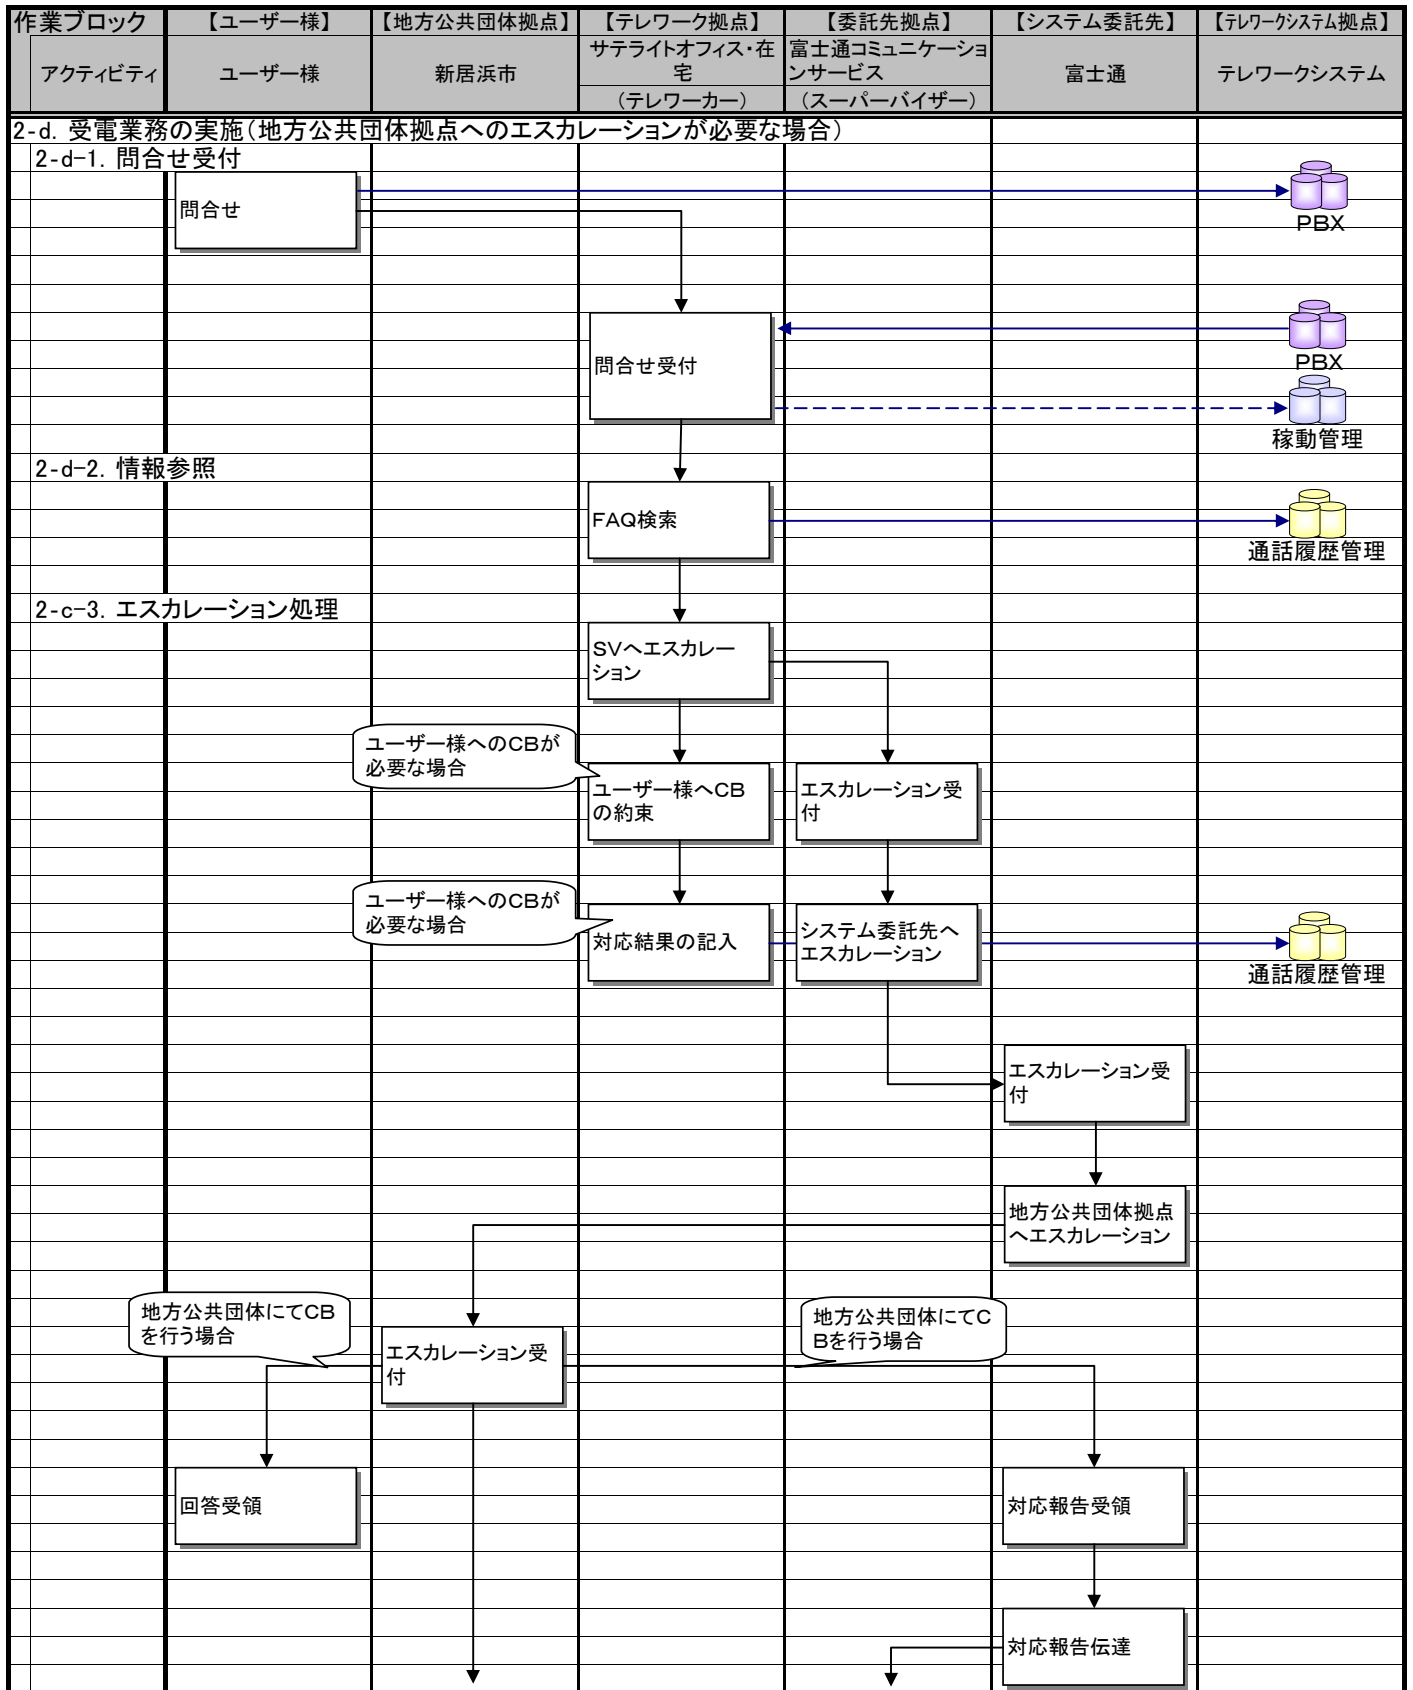 作業ブロック
【ユーザー様】
【地方公共団体拠点】
【テレワーク拠点】
【委託先拠点】
【システム委託先】
【テレワークシステム拠点】
アクティビティ
ユーザー様
新居浜市
サテライトオフィス・在
宅
(テレワーカー)
富士通コミュニケーショ
ンサービス
(スーパーバイザー)
富士通
テレワークシステム
2-d. 受電業務の実施(地方公共団体拠点へのエスカレーションが必要な場合)
2-d-1. 問合せ受付
問合せ
PBX
問合せ受付
PBX
稼動管理
2-d-2. 情報参照
FAQ検索
通話履歴管理
2-c-3. エスカレーション処理
SVへエスカレー
ション
ユーザー様へのCBが
必要な場合
ユーザー様へCB
の約束
エスカレーション受
付
ユーザー様へのCBが
必要な場合
対応結果の記入
システム委託先へ
エスカレーション
通話履歴管理
エスカレーション受
付
地方公共団体拠点
へエスカレーション
地方公共団体にてCB
を行う場合
エスカレーション受
付
地方公共団体にてC
Bを行う場合
回答受領
対応報告受領
対応報告伝達